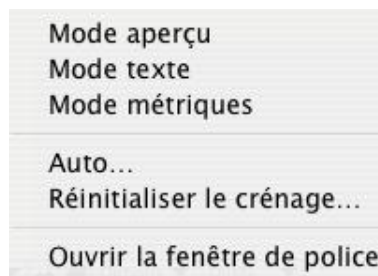 Mode aperçu
Mode texte
Mode métriques
Auto...
Réinitialiser le crénage...
Ouvrir la fenêtre de police